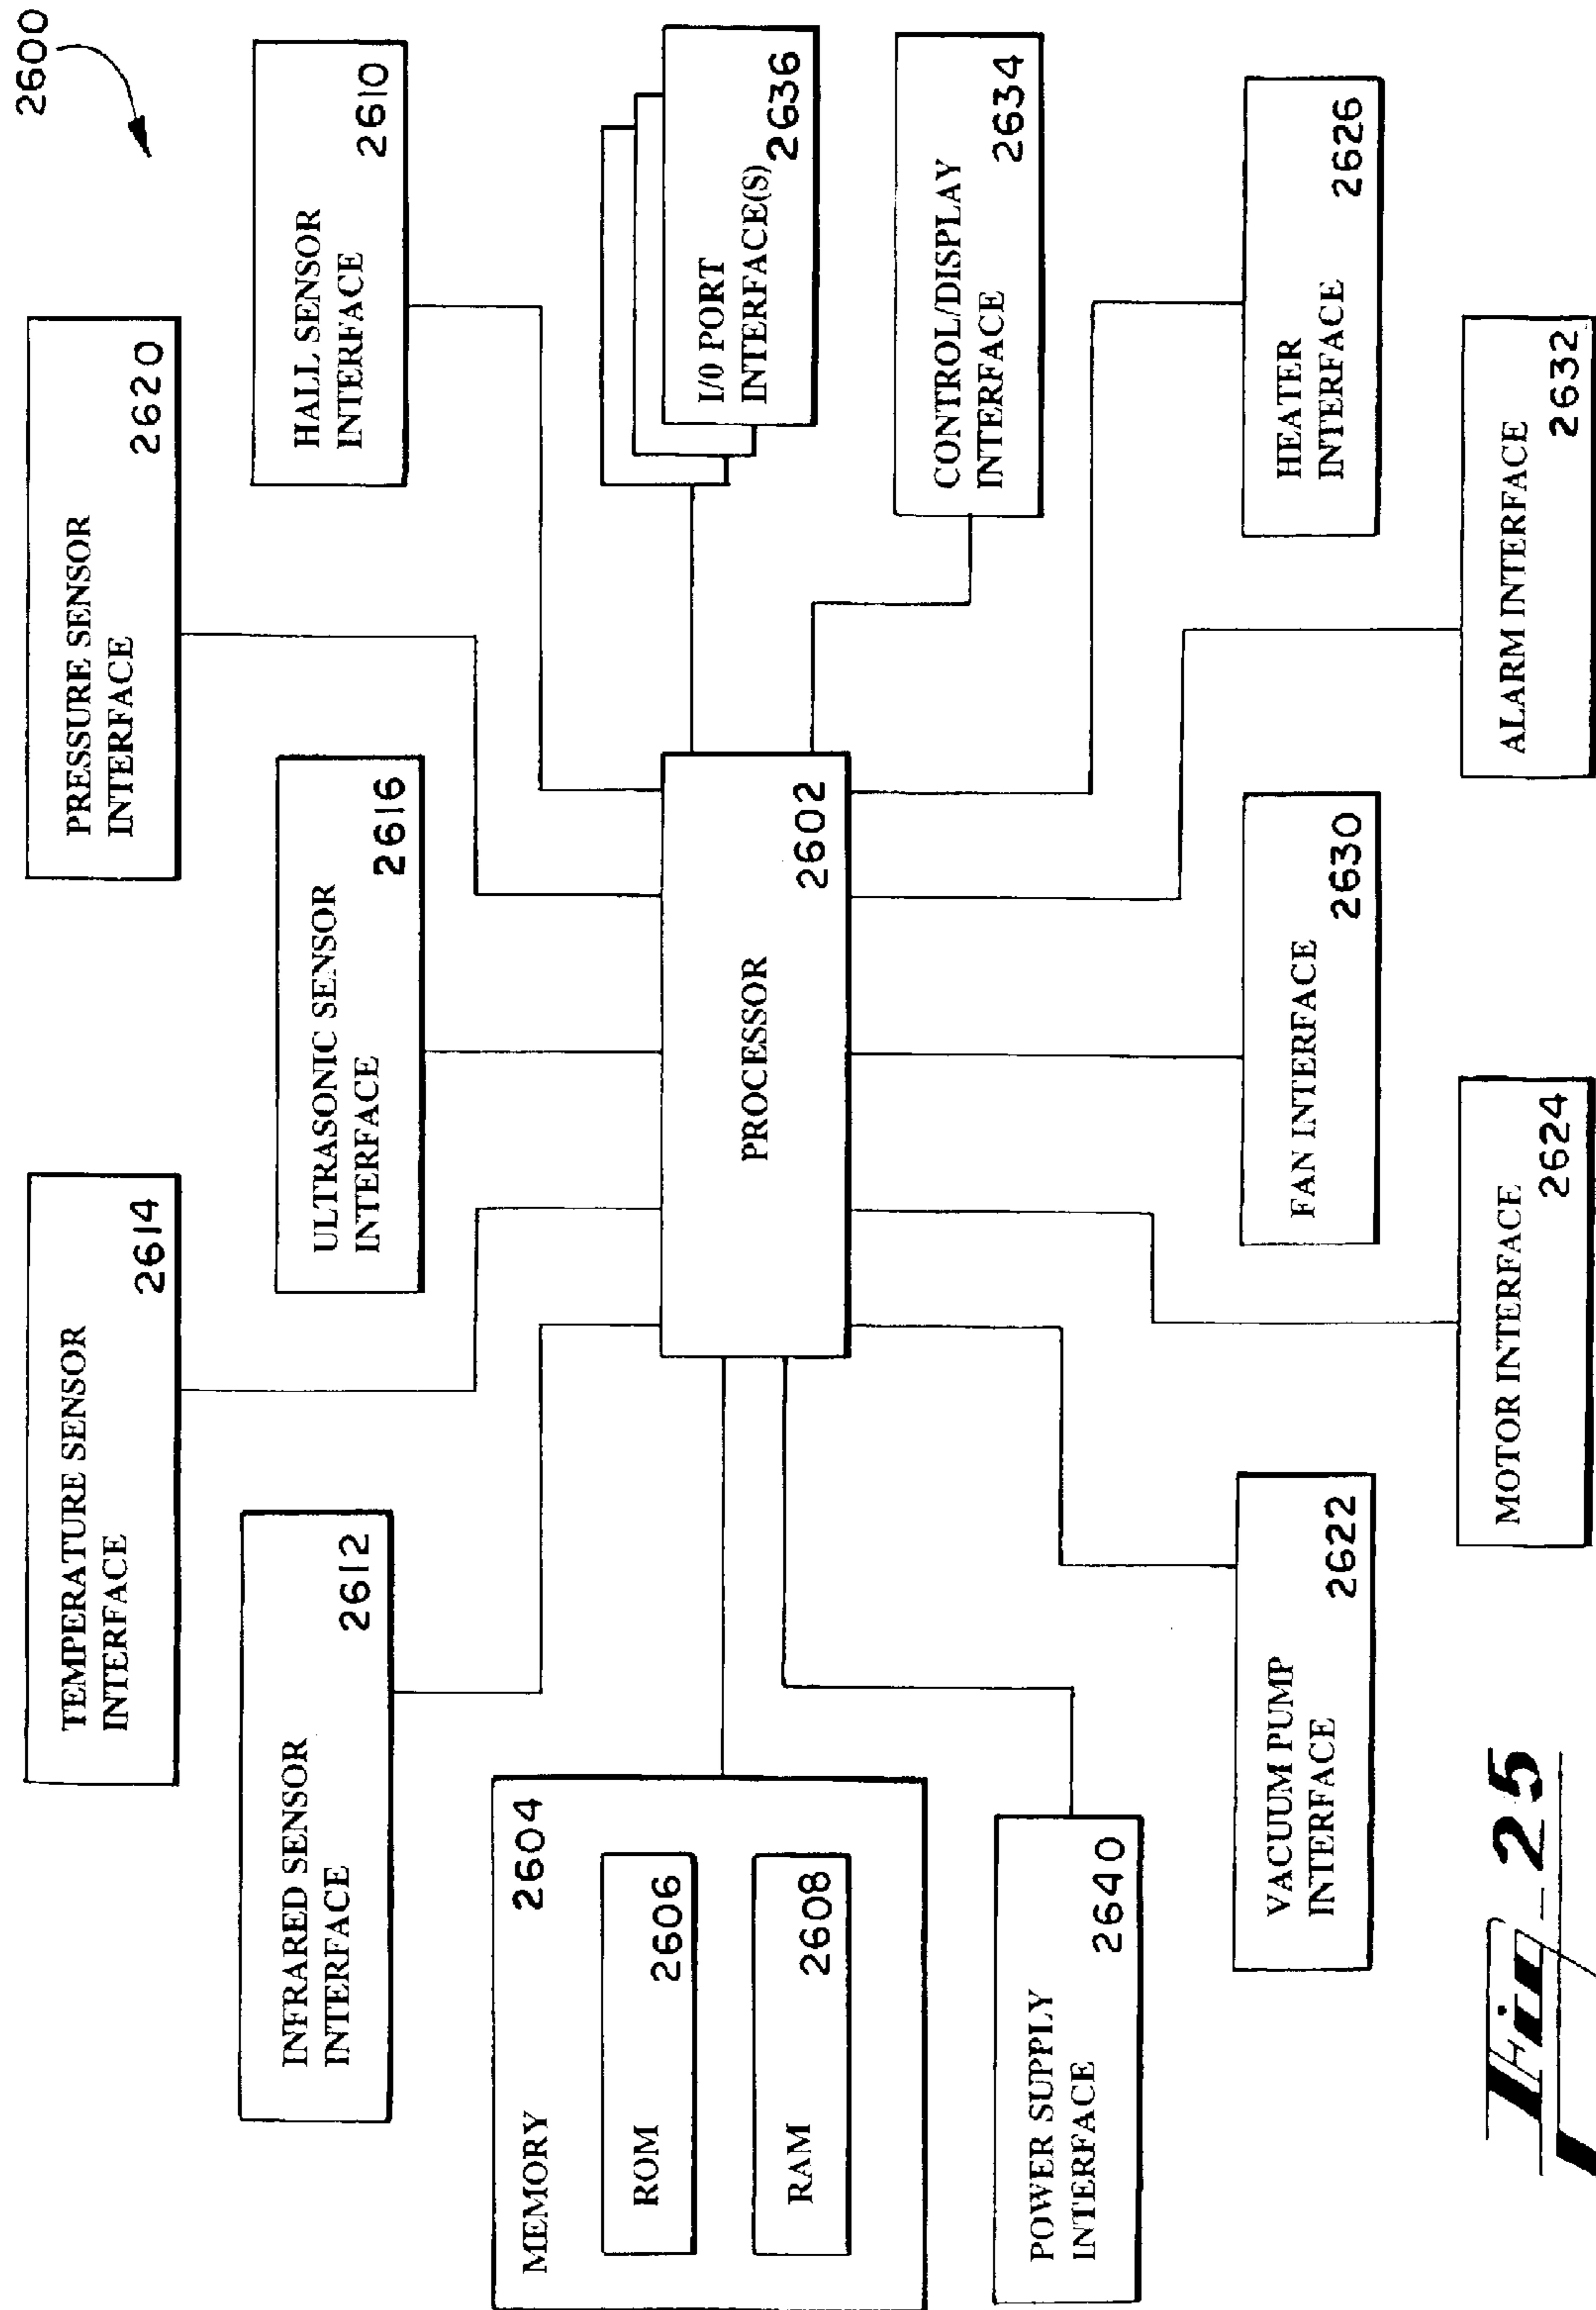 2600
TEMPERATURE SENSOR
INTERFACE
2614
PRESSURE SENSOR
INTERFACE
2620
INFRARED SENSOR
INTERFACE
2612
ULTRASONIC SENSOR
INTERFACE
2616
HALL SENSOR
INTERFACE
2610
MEMORY
2604
ROM
2606
RAM
2608
PROCESSOR
2602
I/0 PORT
INTERFACE(S)
2636
CONTROL/DISPLAY
INTERFACE
2634
POWER SUPPLY
INTERFACE
2640
VACUUM PUMP
INTERFACE
2622
FAN INTERFACE
2630
HEATER
INTERFACE
2626
MOTOR INTERFACE
2624
ALARM INTERFACE
2632
Fig-25